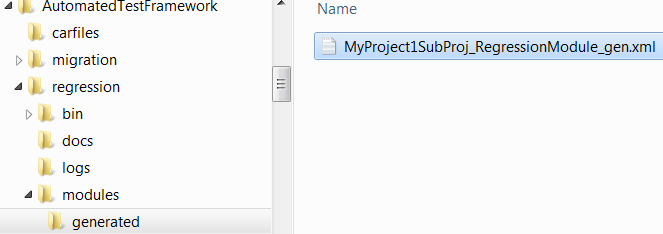 AutomatedTestFramework
carfiles
migration
regression
bin
docs
logs
modules
generated
Name
MyProject1SubProj_RegressionModule_gen.xml